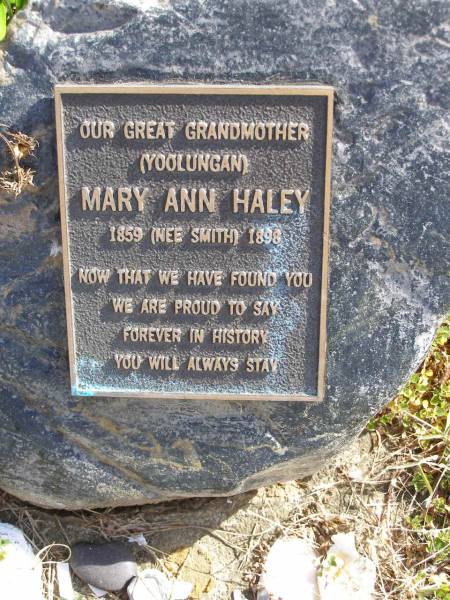 OUR GREAT GRANDMOTHER
(YOOLUNGAN)
MARY ANN HALEY
1859 (NEE SMITH) 1898
NOW THAT WE HAVE FOUND YOU
WE ARE PROUD TO SAY
FOREVER IN HISTORY
YOU WILL ALWAYS STAY